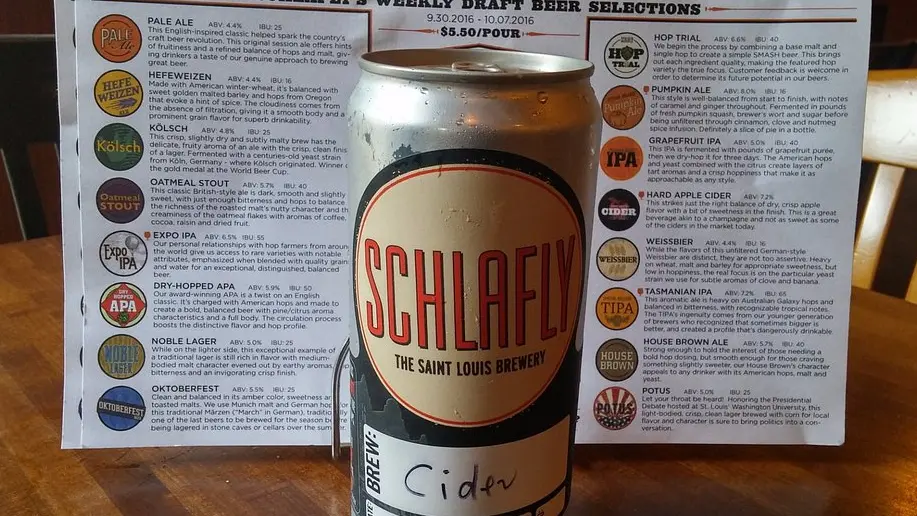 SCHLAFLY'S WEEKLY DRAFT BEER SELECTIONS
9.30.2016 - 10.07.2016
$5.50/POUR
PALE ALE ABV: 4.4% IBU: 25
This English-inspired classic helped spark the country's
craft beer revolution. This original session ale offers hints
of fruitiness and a refined balance of hops and malt, giv-
ing drinkers a taste of our genuine approach to brewing
great beer.
Pale Ale
HEFEWEIZEN ABV: 4.4% IBU: 16
Made with American winter-wheat, it's balanced with
sweet golden malted barley and hops from Oregon
that evoke a hint of spice. The cloudiness comes from
the absence of filtration, giving it a smooth body and a
prominent grain flavor for superb drinkability.
HEFE WEIZEN
KÖLSCH ABV: 4.8% IBU: 25
This crisp, slightly dry and subtly malty brew has the
delicate, fruity aroma of an ale with the crisp, clean finis
of a lager. Fermented with a centuries-old yeast strain
from Köln, Germany - where Kölsch originated. Winner
the gold medal at the World Beer Cup.
Kölsch
OATMEAL STOUT ABV: 5.7% IBU: 40
This classic British-style ale is dark, smooth and slightly
sweet, with just enough bitterness and hops to balance
the richness of the roasted malt's nutty character and th
creaminess of the oatmeal flakes with aromas of coffee,
cocoa, raisin and dried fruit.
Oatmeal STOUT
EXPO IPA ABV: 6.5% IBU: 55
Our personal relationships with hop farmers from aroun
the world give us access to rare varieties with notable
attributes, emphasized when blended with quality grain
and water for an exceptional, distinguished, balanced
beer.
EXPO IPA
DRY-HOPPED APA ABV: 5.9% IBU: 50
Our award-winning APA is a twist on an English
classic. It's charged with American hops and made to
create a bold, balanced beer with pine/citrus aroma
characteristics and a full body. The circulation process
boosts the distinctive flavor and hop profile.
DRY HOPPED APA
NOBLE LAGER ABV: 5.0% IBU: 25
While on the lighter side, this exceptional example of
a traditional lager is still rich in flavor with medium-
bodied malt character evened out by earthy aromas,
bitterness and an invigorating crisp finish.
NOBLE LAGER
OKTOBERFEST ABV: 5.5% IBU: 25
Clean and balanced in its amber color, sweetness an
toasted malts. We use Munich malt and German hop
this traditional Märzen ("March" in German), traditionally
one of the last beers to be brewed for the season be
being lagered in stone caves or cellars over the sum
OKTOBERFEST
HOP TRIAL ABV: 6.6% IBU: 40
We begin the process by combining a base malt and
single hop to create a simple SMASH beer. This brings
out each ingredient quality, making the featured hop
variety the true focus. Customer feedback is welcome in
order to determine its future potential in our beers.
HOP TRIAL
PUMPKIN ALE ABV: 8.0% IBU: 16
This style is well-balanced from start to finish, with notes
of caramel and ginger throughout. Fermented in pounds
of fresh pumpkin squash, brewer's wort and sugar before
being unfiltered through cinnamon, clove and nutmeg
spice infusion. Definitely a slice of pie in a bottle.
Pumpkin Ale
GRAPEFRUIT IPA ABV: 5.0% IBU: 40
This IPA is fermented with pounds of grapefruit purée,
then we dry-hop it for three days. The American hops
and yeast combined with the citrus create layers of
tart aromas and a crisp hoppiness that make it as
approachable as any style.
IPA
HARD APPLE CIDER ABV: 7.2%
This strikes just the right balance of dry, crisp apple
flavor with a bit of sweetness in the finish. This is a great
beverage akin to a champagne and not as sweet as some
of the ciders in the market today.
CIDER
WEISSBIER ABV: 4.4% IBU: 16
While the flavors of this unfiltered German-style
Weissbier are distinct, they are not too assertive. Heavy
on wheat, malt and barley for appropriate sweetness, but
low in hoppiness, the real focus is on the particular yeast
strain we use for subtle aromas of clove and banana.
WEISSBIER
TASMANIAN IPA ABV: 7.2% IBU: 65
This aromatic ale is heavy on Australian Galaxy hops and
balanced in bitterness, with recognizable tropical notes.
The TIPA's ingenuity comes from our younger generation
of brewers who recognized that sometimes bigger is
better, and created a profile that's dangerously drinkable.
TIPA
HOUSE BROWN ALE ABV: 5.7% IBU: 40
Strong enough to hold the interest of those needing a
bold hop dosing, but smooth enough for those craving
something slightly sweeter, our House Brown's character
appeals to any drinker with its American hops, malt and
yeast.
HOUSE BROWN
POTUS ABV: 5.0% IBU: 25
Let your throat be heard! Honoring the Presidential
Debate hosted at St. Louis' Washington University, this
light-bodied, crisp, clean lager brewed with corn for local
flavor and character is sure to bring politics into a con-
versation..
POTUS
SCHLAFLY
THE SAINT LOUIS BREWERY
BREW:
Cider